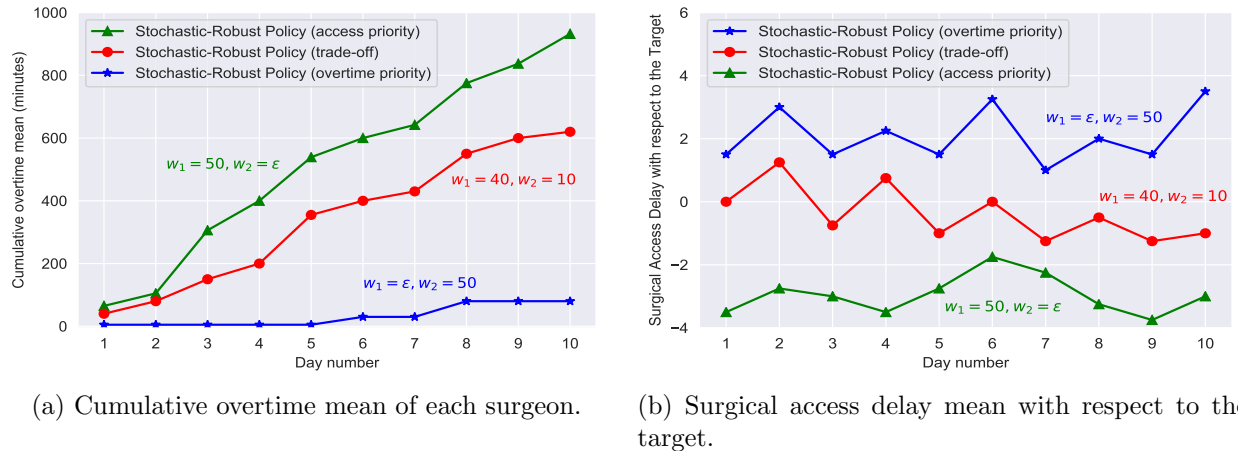 1000
800
600
400
200
0
Cumulative overtime mean (minutes)
Stochastic-Robust Policy (access priority)
Stochastic-Robust Policy (trade-off)
Stochastic-Robust Policy (overtime priority)
w₁ = 50, w₂ = ε
w₁ = 40, w₂ = 10
w₁ = ε, w₂ = 50
1 2 3 4 5 6 7 8 9 10
Day number
(a) Cumulative overtime mean of each surgeon.
6
4
2
0
−2
−4
Surgical Access Delay with respect to the Target
Stochastic-Robust Policy (overtime priority)
Stochastic-Robust Policy (trade-off)
Stochastic-Robust Policy (access priority)
w₁ = ε, w₂ = 50
w₁ = 40, w₂ = 10
w₁ = 50, w₂ = ε
1 2 3 4 5 6 7 8 9 10
Day number
(b) Surgical access delay mean with respect to the
target.